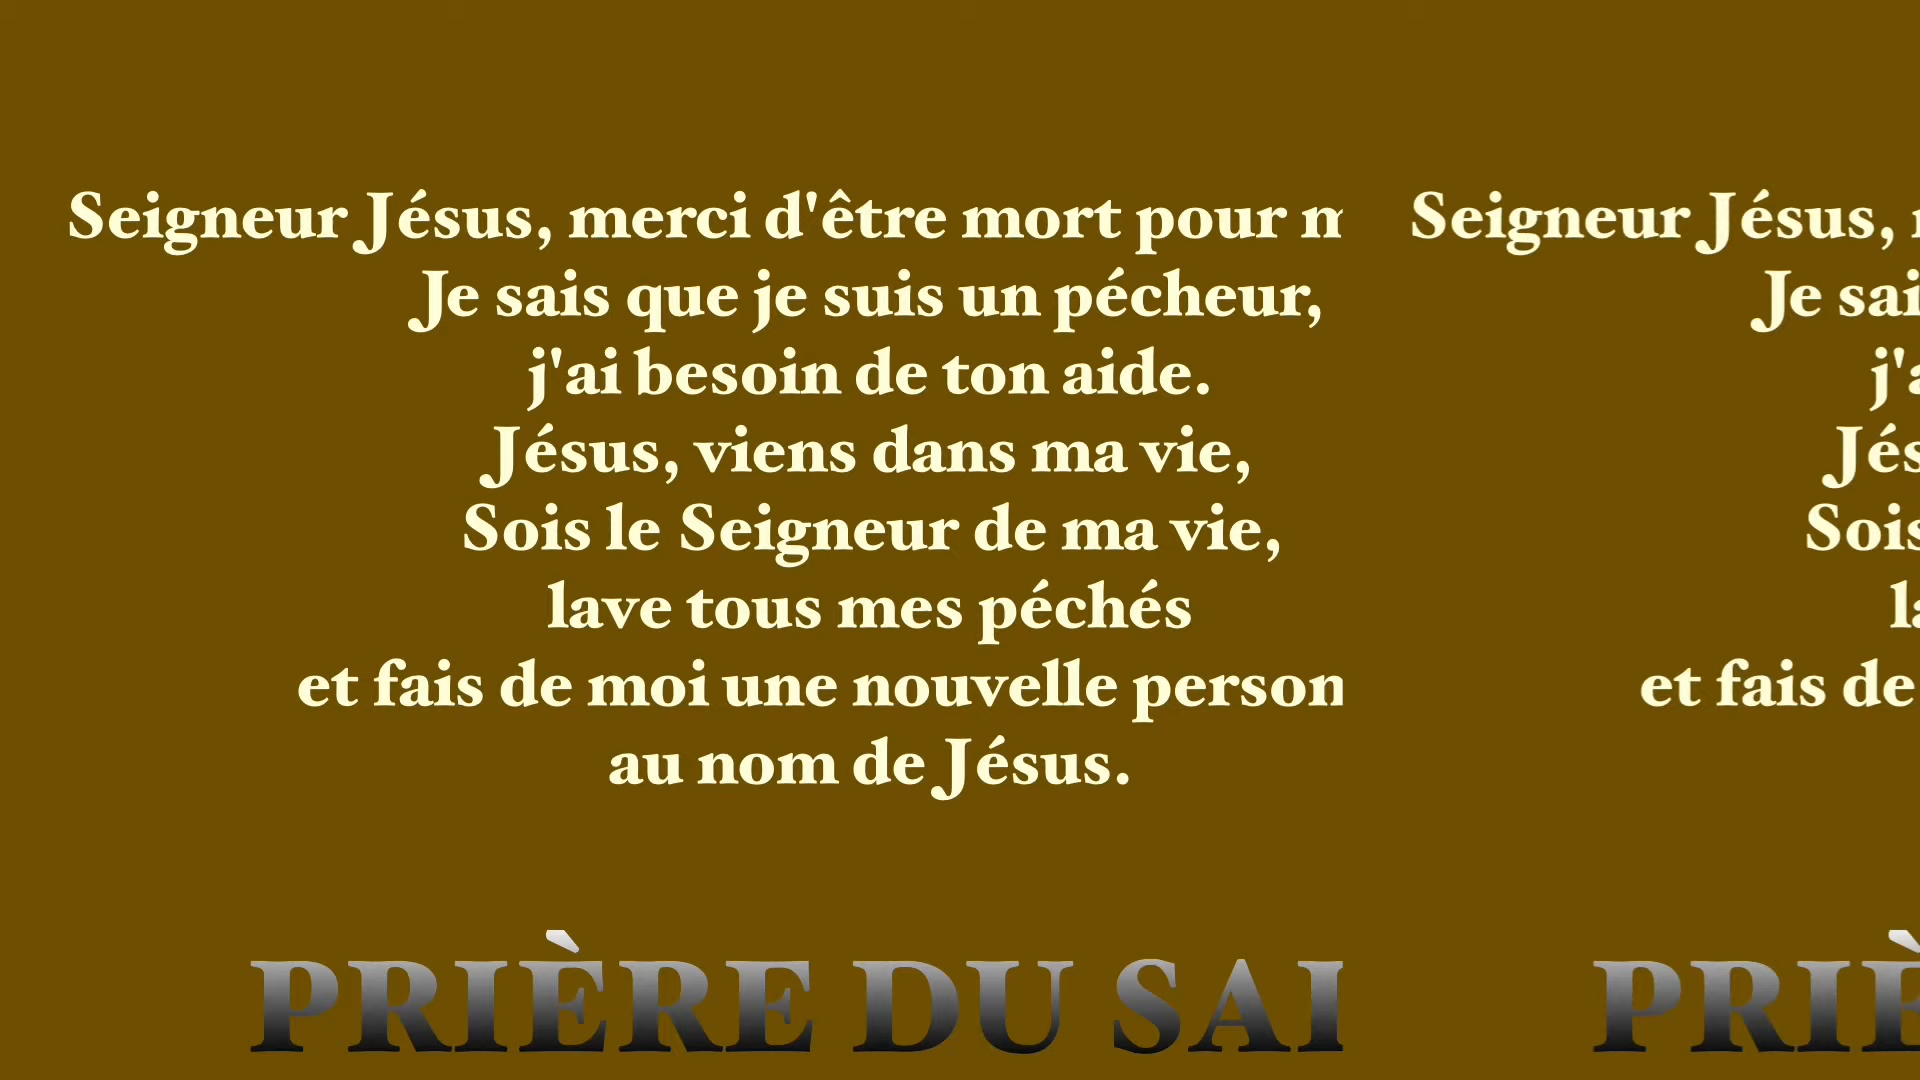 Seigneur Jésus, merci d'être mort pour
Je sais que je suis un pécheur,
j'ai besoin de ton aide.
Jésus, viens dans ma vie,
Sois le Seigneur de ma vie,
lave tous mes péchés
et fais de moi une nouvelle person
au nom de Jésus.
PRIÈRE DU SAI
Seigneur Jésus,
Je sai
j'a
Jés
Sois
la
et fais de
PRIÈ